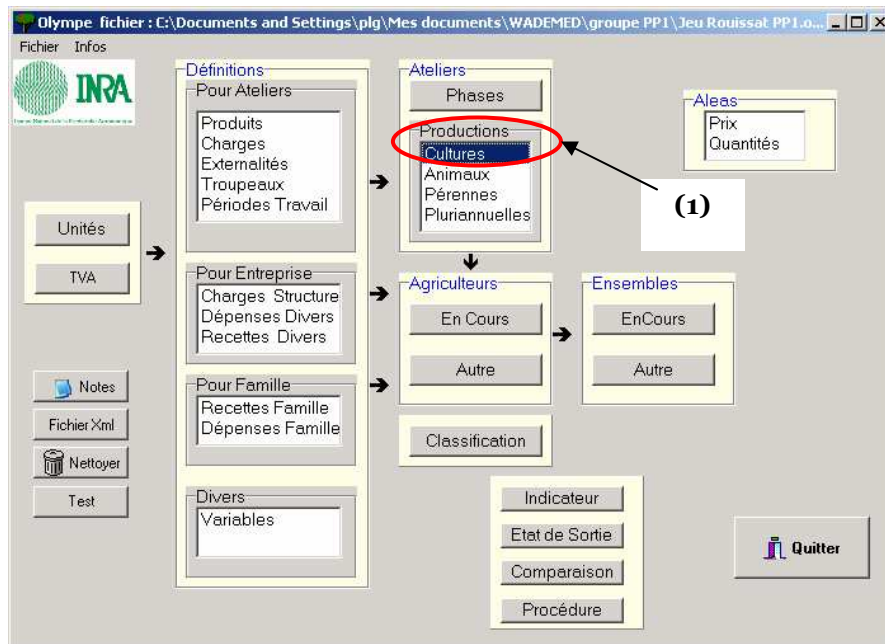 Olympe fichier : C:\Documents and Settings\plg\Mes documents\WADEMED\groupe PP1\Jeu Rouissat PP1.o...
Fichier Infos
INRA
Définitions
Pour Ateliers
Produits
Charges
Externalités
Troupeaux
Périodes Travail
Ateliers
Phases
Productions
Cultures
Animaux
Pérennes
Pluriannuelles
Aleas
Prix
Quantités
(1)
Unités
TVA
Pour Entreprise
Charges Structure
Dépenses Divers
Recettes Divers
Agriculteurs
En Cours
Autre
Ensembles
EnCours
Autre
Pour Famille
Recettes Famille
Dépenses Famille
Classification
Notes
Fichier Xml
Nettoyer
Test
Divers
Variables
Indicateur
Etat de Sortie
Comparaison
Procédure
Quitter